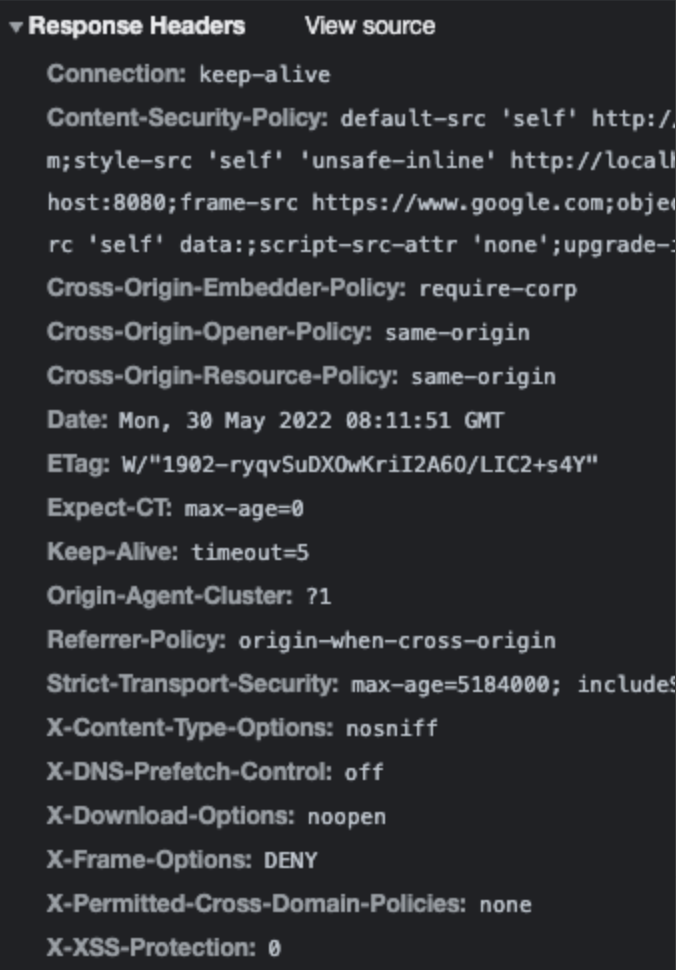 Response Headers View source
Connection: keep-alive
Content-Security-Policy: default-src 'self' http:/
m;style-src 'self' 'unsafe-inline' http://local
host:8080;frame-src https://www.google.com;obje
rc 'self' data:;script-src-attr 'none';upgrade-
Cross-Origin-Embedder-Policy: require-corp
Cross-Origin-Opener-Policy: same-origin
Cross-Origin-Resource-Policy: same-origin
Date: Mon, 30 May 2022 08:11:51 GMT
ETag: W/"1902-ryqvSuDXOwKriI2A6O/LIC2+s4Y"
Expect-CT: max-age=0
Keep-Alive: timeout=5
Origin-Agent-Cluster: ?1
Referrer-Policy: origin-when-cross-origin
Strict-Transport-Security: max-age=5184000; include
X-Content-Type-Options: nosniff
X-DNS-Prefetch-Control: off
X-Download-Options: noopen
X-Frame-Options: DENY
X-Permitted-Cross-Domain-Policies: none
X-XSS-Protection: 0